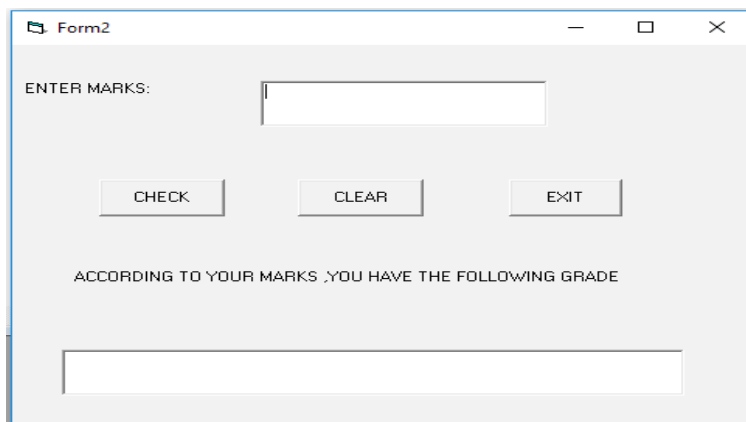 Form2
ENTER MARKS:
CHECK CLEAR EXIT
ACCORDING TO YOUR MARKS ,YOU HAVE THE FOLLOWING GRADE